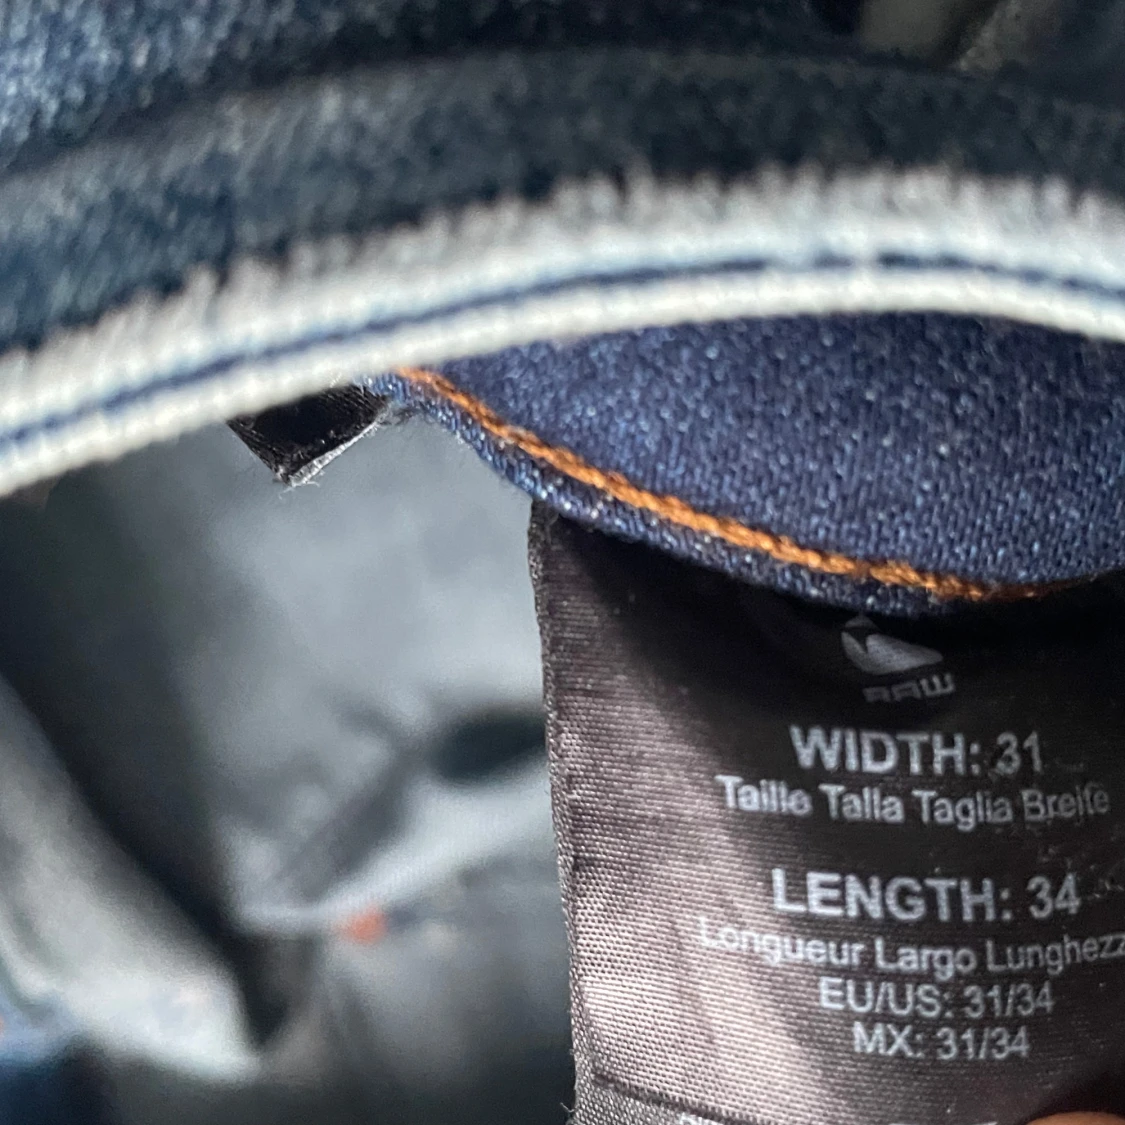 RAW
WIDTH: 31
Taille Talla Taglia Breite
LENGTH: 34
Longueur Largo Lunghezz
EU/US: 31/34
MX: 31/34